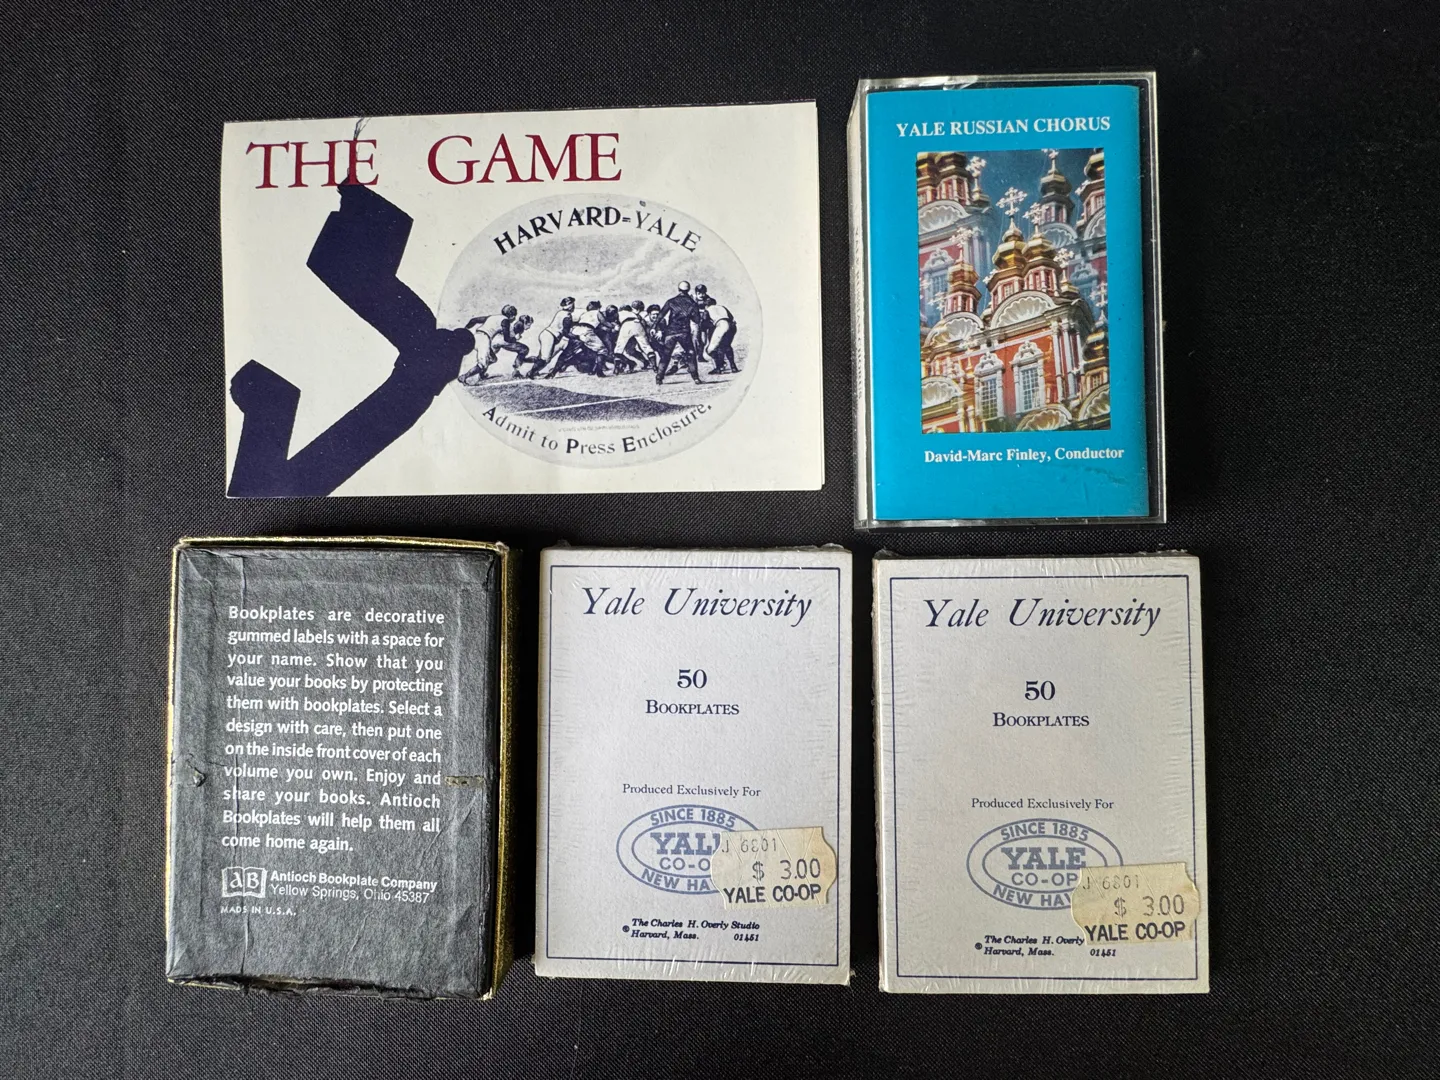 THE GAME
HARVARD-YALE
Admit to Press Enclosure.
YALE RUSSIAN CHORUS
David-Marc Finley, Conductor
Bookplates are decorative
gummed labels with a space for
your name. Show that you
value your books by protecting
them with bookplates. Select a
design with care, then put one
on the inside front cover of each
volume you own. Enjoy and
share your books. Antioch
Bookplates will help them all
come home again.
aB
Antioch Bookplate Company
Yellow Springs, Ohio 45387
MADE IN U.S.A.
Yale University
50
BOOKPLATES
Produced Exclusively For
SINCE 1885
YAL
CO-O
NEW HA
J 6801
$ 3.00
YALE CO-OP
The Charles H. Overly Studio
© Harvard, Mass. 01451
Yale University
50
BOOKPLATES
Produced Exclusively For
SINCE 1885
YALE
CO-OP
NEW HAV
J 6801
$ 3.00
YALE CO-OP
The Charles H. Overly
© Harvard, Mass. 01451